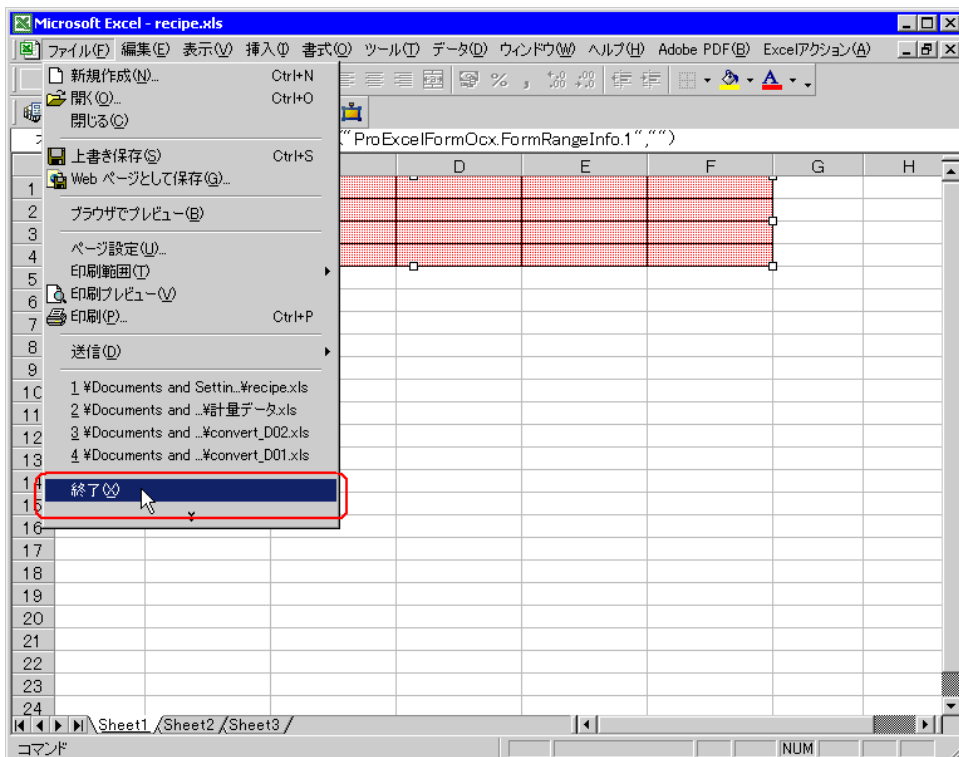 Microsoft Excel - recipe.xls
ファイル(F) 編集(E) 表示(V) 挿入(I) 書式(O) ツール(T) データ(D) ウィンドウ(W) ヘルプ(H) Adobe PDF(B) Excelアクション(A)
新規作成(N)... Ctrl+N
開く(O)... Ctrl+O
閉じる(C)
("ProExcelFormOcx.FormRangeInfo.1","")
上書き保存(S) Ctrl+S
Web ページとして保存(G)...
ブラウザでプレビュー(B)
ページ設定(U)...
印刷範囲(T)
印刷プレビュー(V)
印刷(P)... Ctrl+P
送信(D)
1 ¥Documents and Settin...¥recipe.xls
2 ¥Documents and ...¥計量データ.xls
3 ¥Documents and ...¥convert_D02.xls
4 ¥Documents and ...¥convert_D01.xls
終了(X)
D E F G H
1
2
3
4
5
6
7
8
9
10
11
12
13
14
15
16
17
18
19
20
21
22
23
24
Sheet1 Sheet2 Sheet3
コマンド NUM